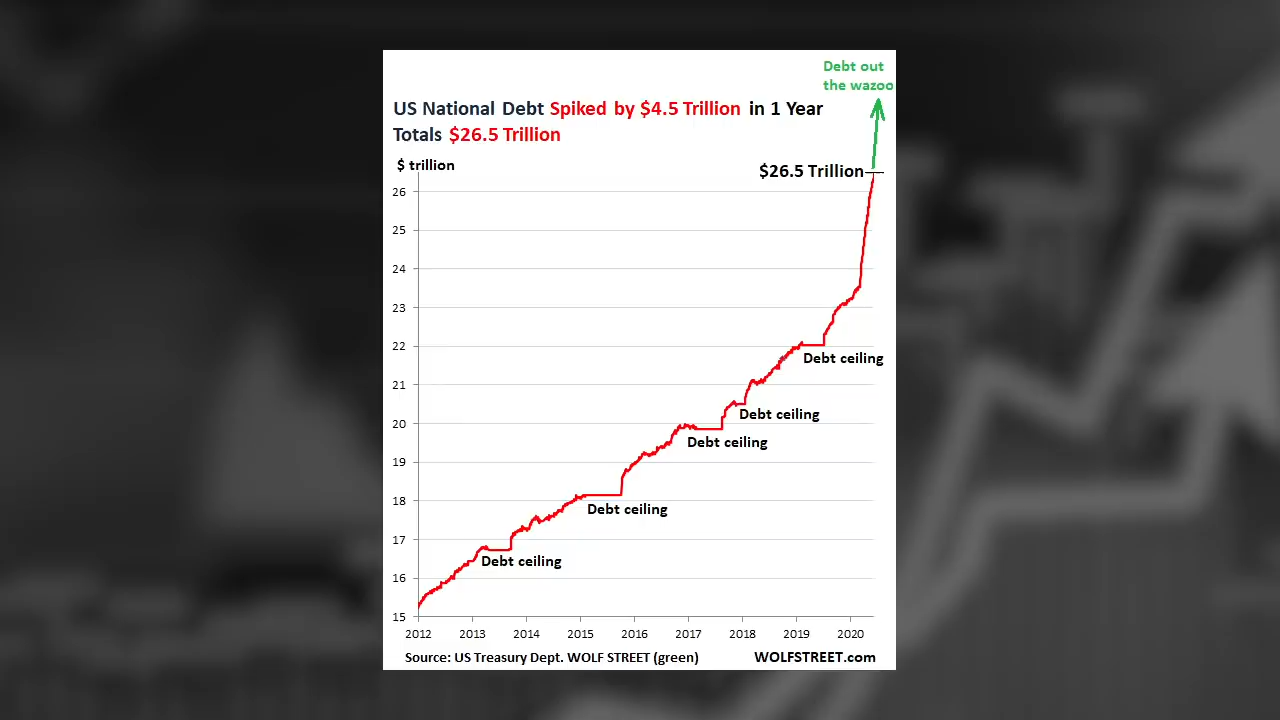 Debt out
the wazoo
US National Debt Spiked by $4.5 Trillion in 1 Year
Totals $26.5 Trillion
$ trillion
$26.5 Trillion
26
25
24
23
22
Debt ceiling
21
Debt ceiling
20
Debt ceiling
19
18
Debt ceiling
17
Debt ceiling
16
15
2012 2013 2014 2015 2016 2017 2018 2019 2020
Source: US Treasury Dept. WOLF STREET (green) WOLFSTREET.com